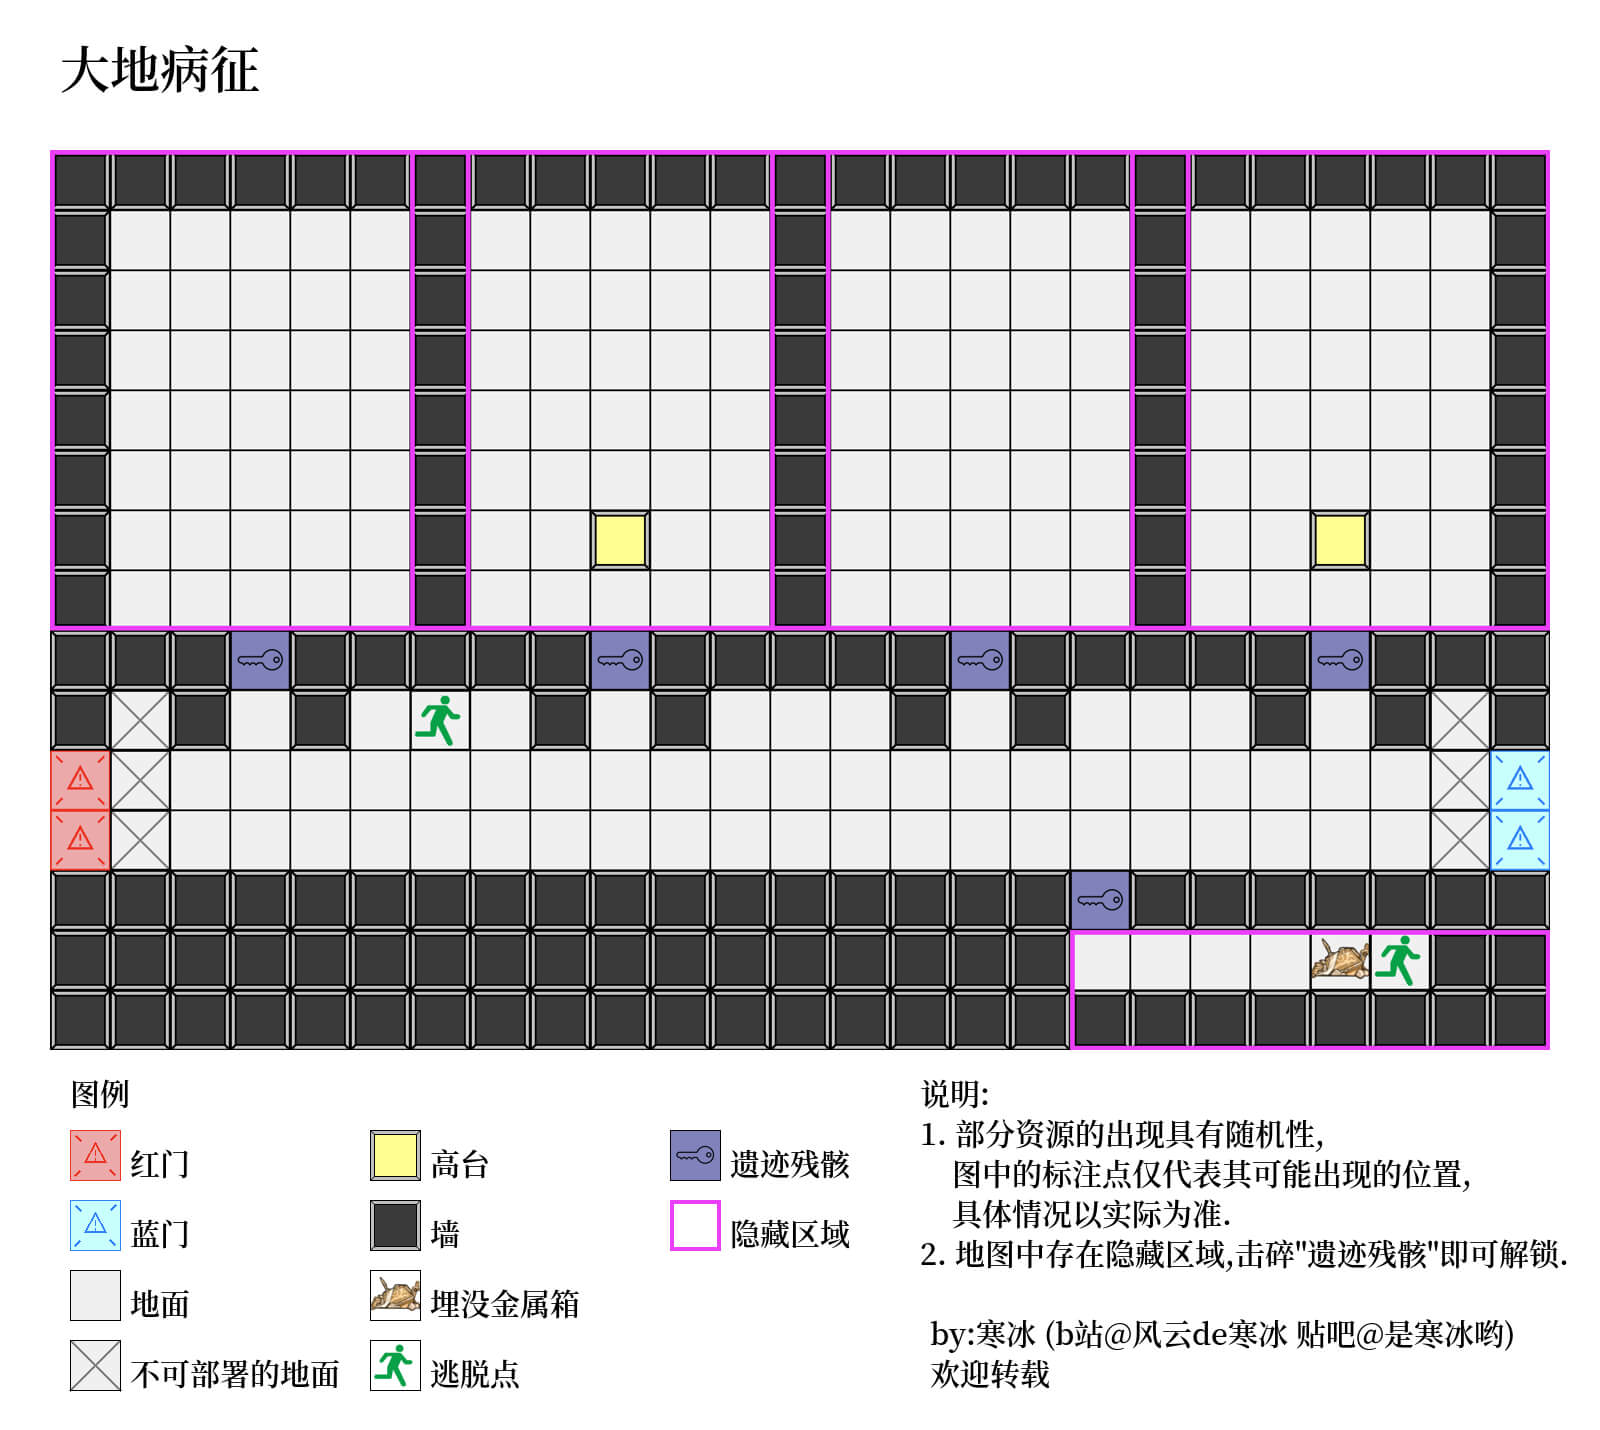 大地病征
图例
红门
高台
遗迹残骸
蓝门
墙
隐藏区域
地面
埋没金属箱
不可部署的地面
逃脱点
说明:
1. 部分资源的出现具有随机性,
图中的标注点仅代表其可能出现的位置,
具体情况以实际为准.
2. 地图中存在隐藏区域,击碎"遗迹残骸"即可解锁.
by:寒冰 (b站@风云de寒冰 贴吧@是寒冰哟)
欢迎转载